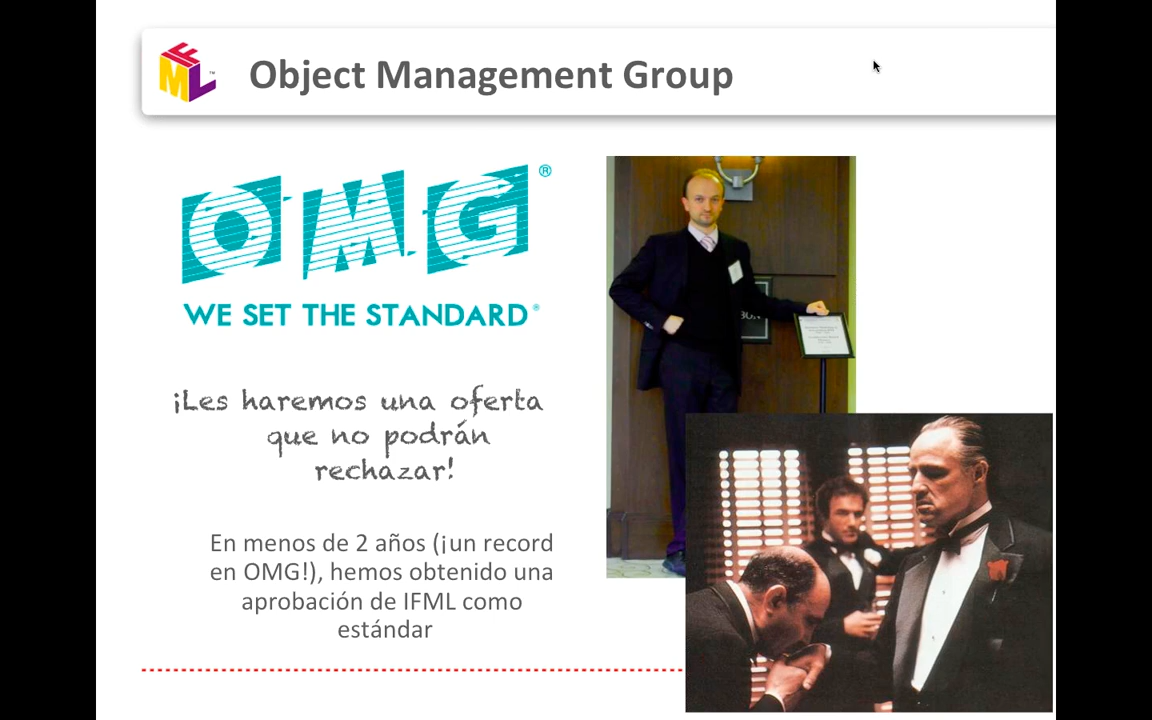 IFML™
Object Management Group
OMG®
WE SET THE STANDARD®
¡Les haremos una oferta
que no podrán
rechazar!
En menos de 2 años (¡un record
en OMG!), hemos obtenido una
aprobación de IFML como
estándar